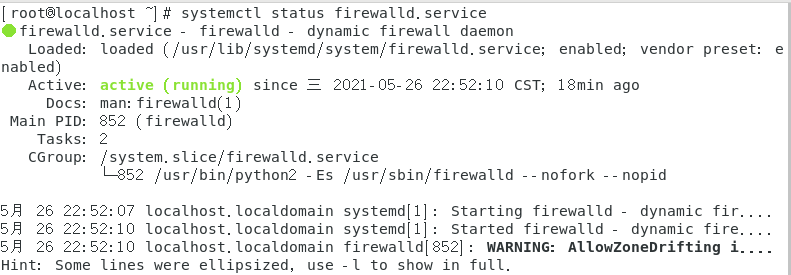 [root@localhost ~]# systemctl status firewalld.service
● firewalld.service - firewalld - dynamic firewall daemon
   Loaded: loaded (/usr/lib/systemd/system/firewalld.service; enabled; vendor preset: e
nabled)
   Active: active (running) since 三 2021-05-26 22:52:10 CST; 18min ago
     Docs: man:firewalld(1)
 Main PID: 852 (firewalld)
    Tasks: 2
   CGroup: /system.slice/firewalld.service
           └─852 /usr/bin/python2 -Es /usr/sbin/firewalld --nofork --nopid

5月 26 22:52:07 localhost.localdomain systemd[1]: Starting firewalld - dynamic fir....
5月 26 22:52:10 localhost.localdomain systemd[1]: Started firewalld - dynamic fire....
5月 26 22:52:10 localhost.localdomain firewalld[852]: WARNING: AllowZoneDrifting i....
Hint: Some lines were ellipsized, use -l to show in full.